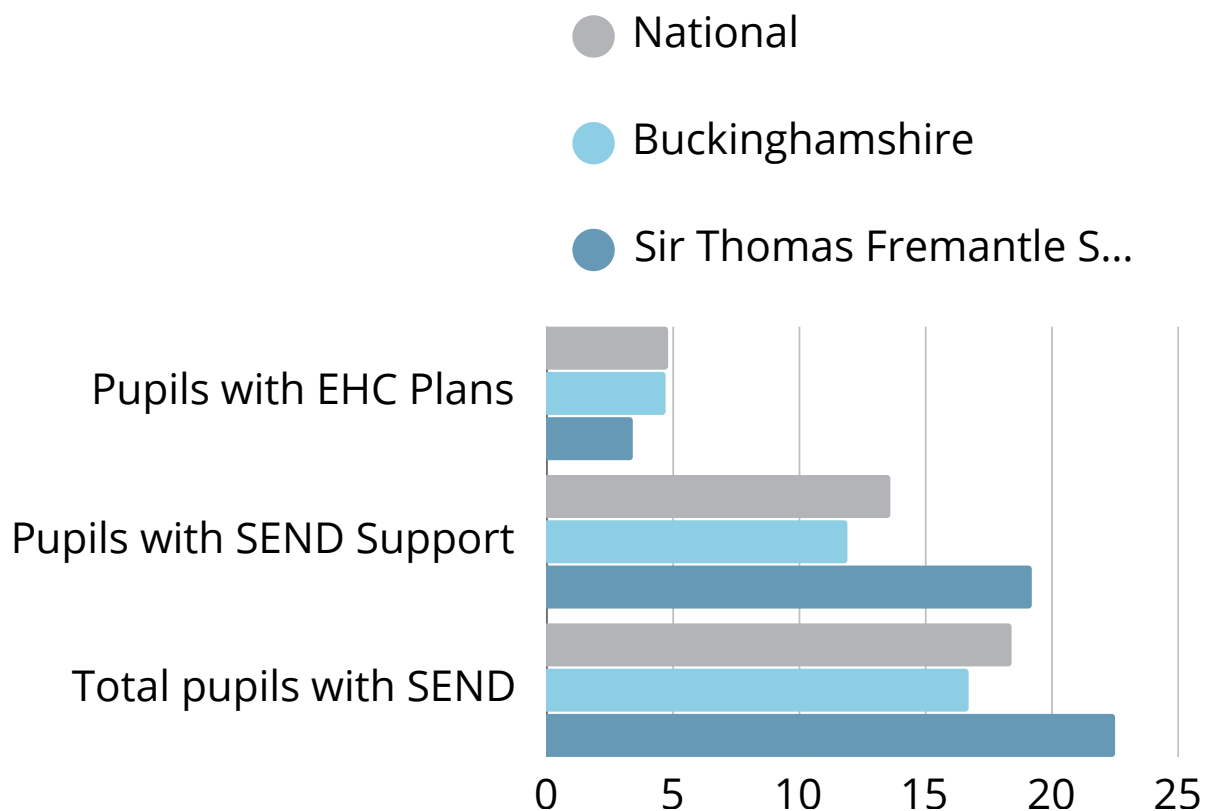 National
Buckinghamshire
Sir Thomas Fremantle S...
Pupils with EHC Plans
Pupils with SEND Support
Total pupils with SEND
0 5 10 15 20 25